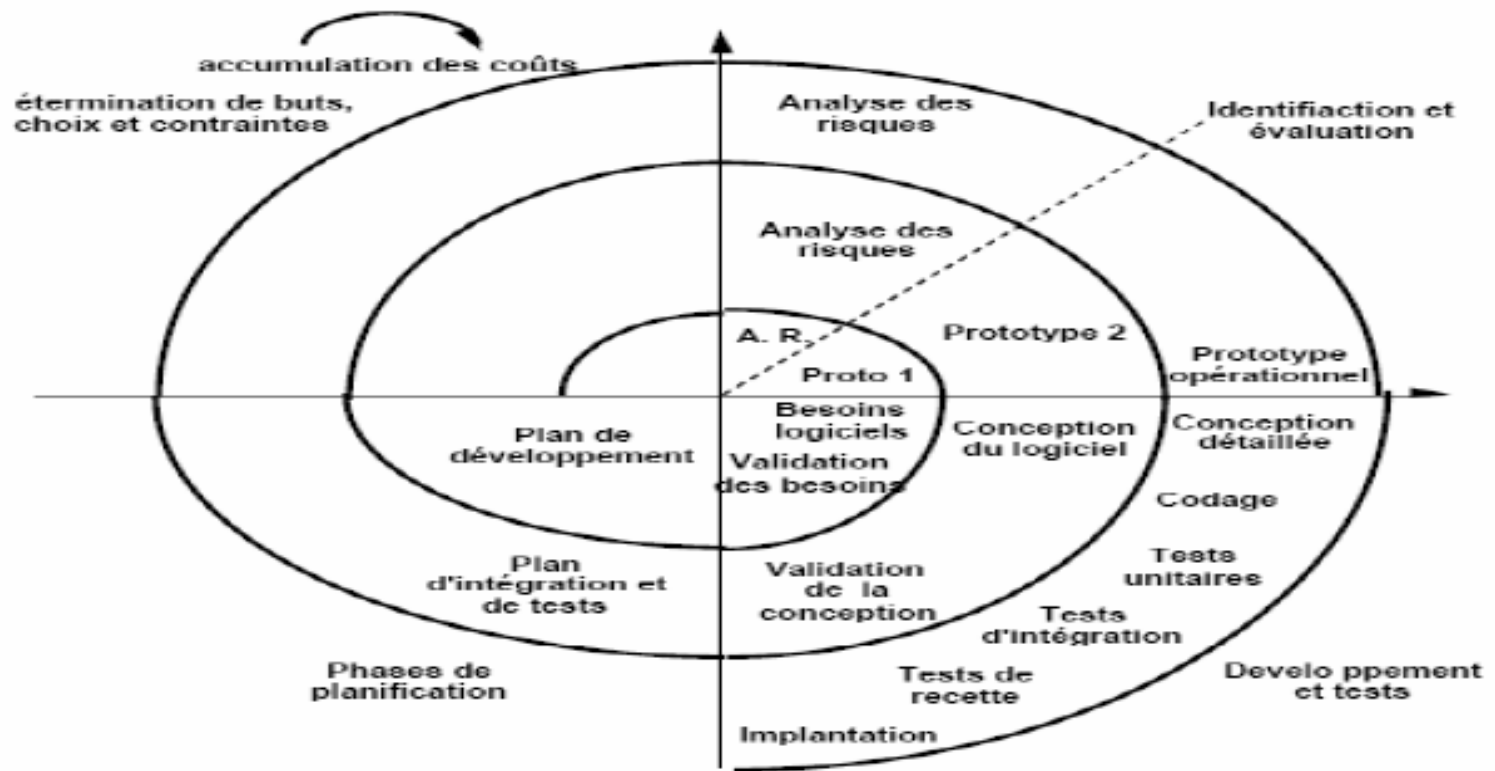 accumulation des coûts
étermination de buts,
choix et contraintes
Analyse des
risques
Identifiaction et
évaluation
Analyse des
risques
A. R.
Proto 1
Prototype 2
Prototype
opérationnel
Plan de
développement
Besoins
logiciels
Validation
des besoins
Conception
du logiciel
Conception
détaillée
Codage
Tests
unitaires
Plan
d'intégration et
de tests
Validation
de la
conception
Tests
d'intégration
Phases de
planification
Tests de
recette
Develo ppement
et tests
Implantation